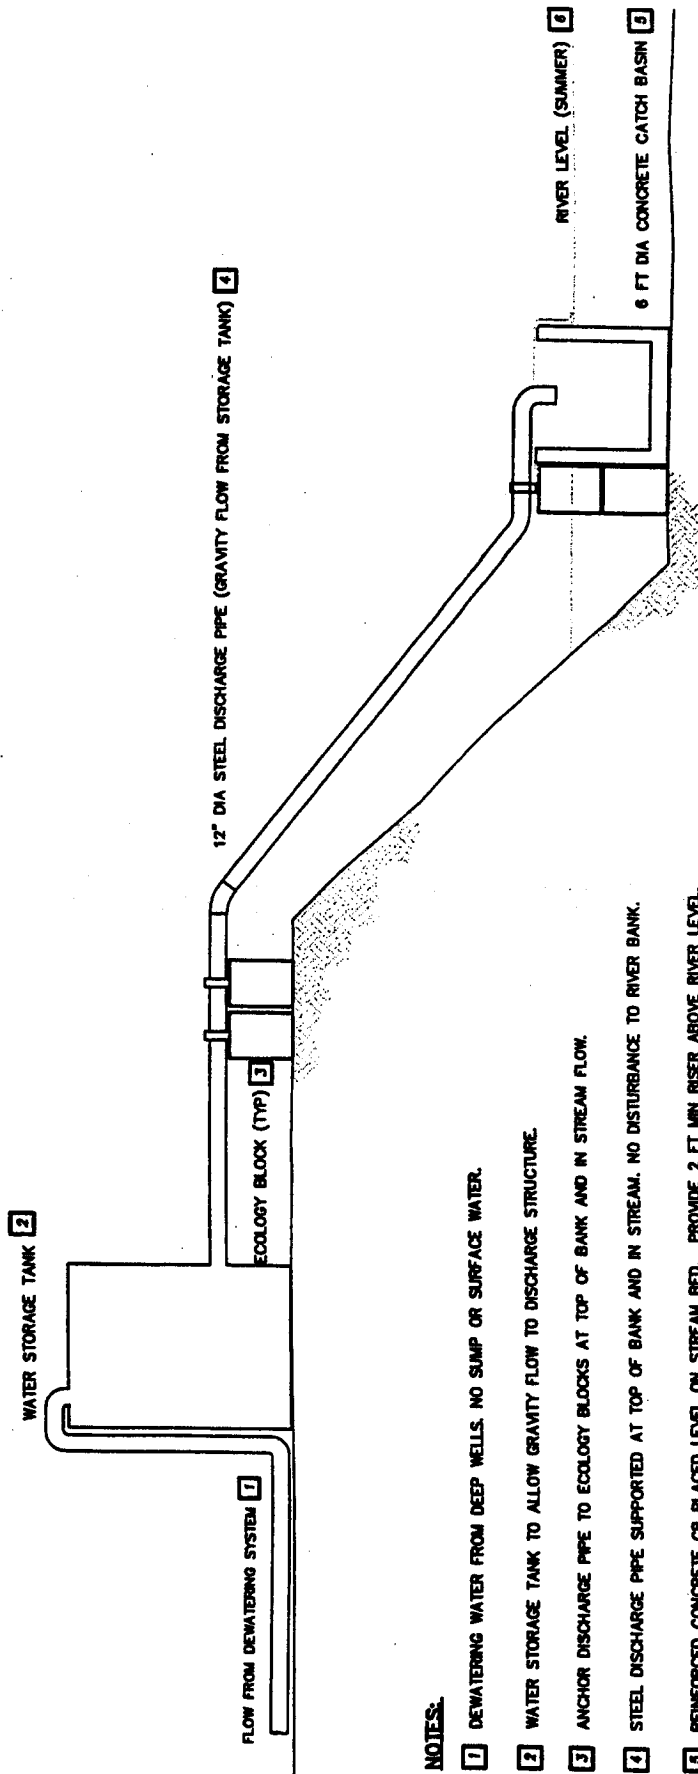 WATER STORAGE TANK 2
FLOW FROM DEWATERING SYSTEM 1
ECOLOGY BLOCK (TYP) 3
12" DIA STEEL DISCHARGE PIPE (GRAVITY FLOW FROM STORAGE TANK) 4
RIVER LEVEL (SUMMER) 6
6 FT DIA CONCRETE CATCH BASIN 5
NOTES:
1 DEWATERING WATER FROM DEEP WELLS. NO SUMP OR SURFACE WATER.
2 WATER STORAGE TANK TO ALLOW GRAVITY FLOW TO DISCHARGE STRUCTURE.
3 ANCHOR DISCHARGE PIPE TO ECOLOGY BLOCKS AT TOP OF BANK AND IN STREAM FLOW.
4 STEEL DISCHARGE PIPE SUPPORTED AT TOP OF BANK AND IN STREAM. NO DISTURBANCE TO RIVER BANK.
5 REINFORCED CONCRETE CB PLACED LEVEL ON STREAM BED. PROVIDE 2 FT MIN RISER ABOVE RIVER LEVEL.